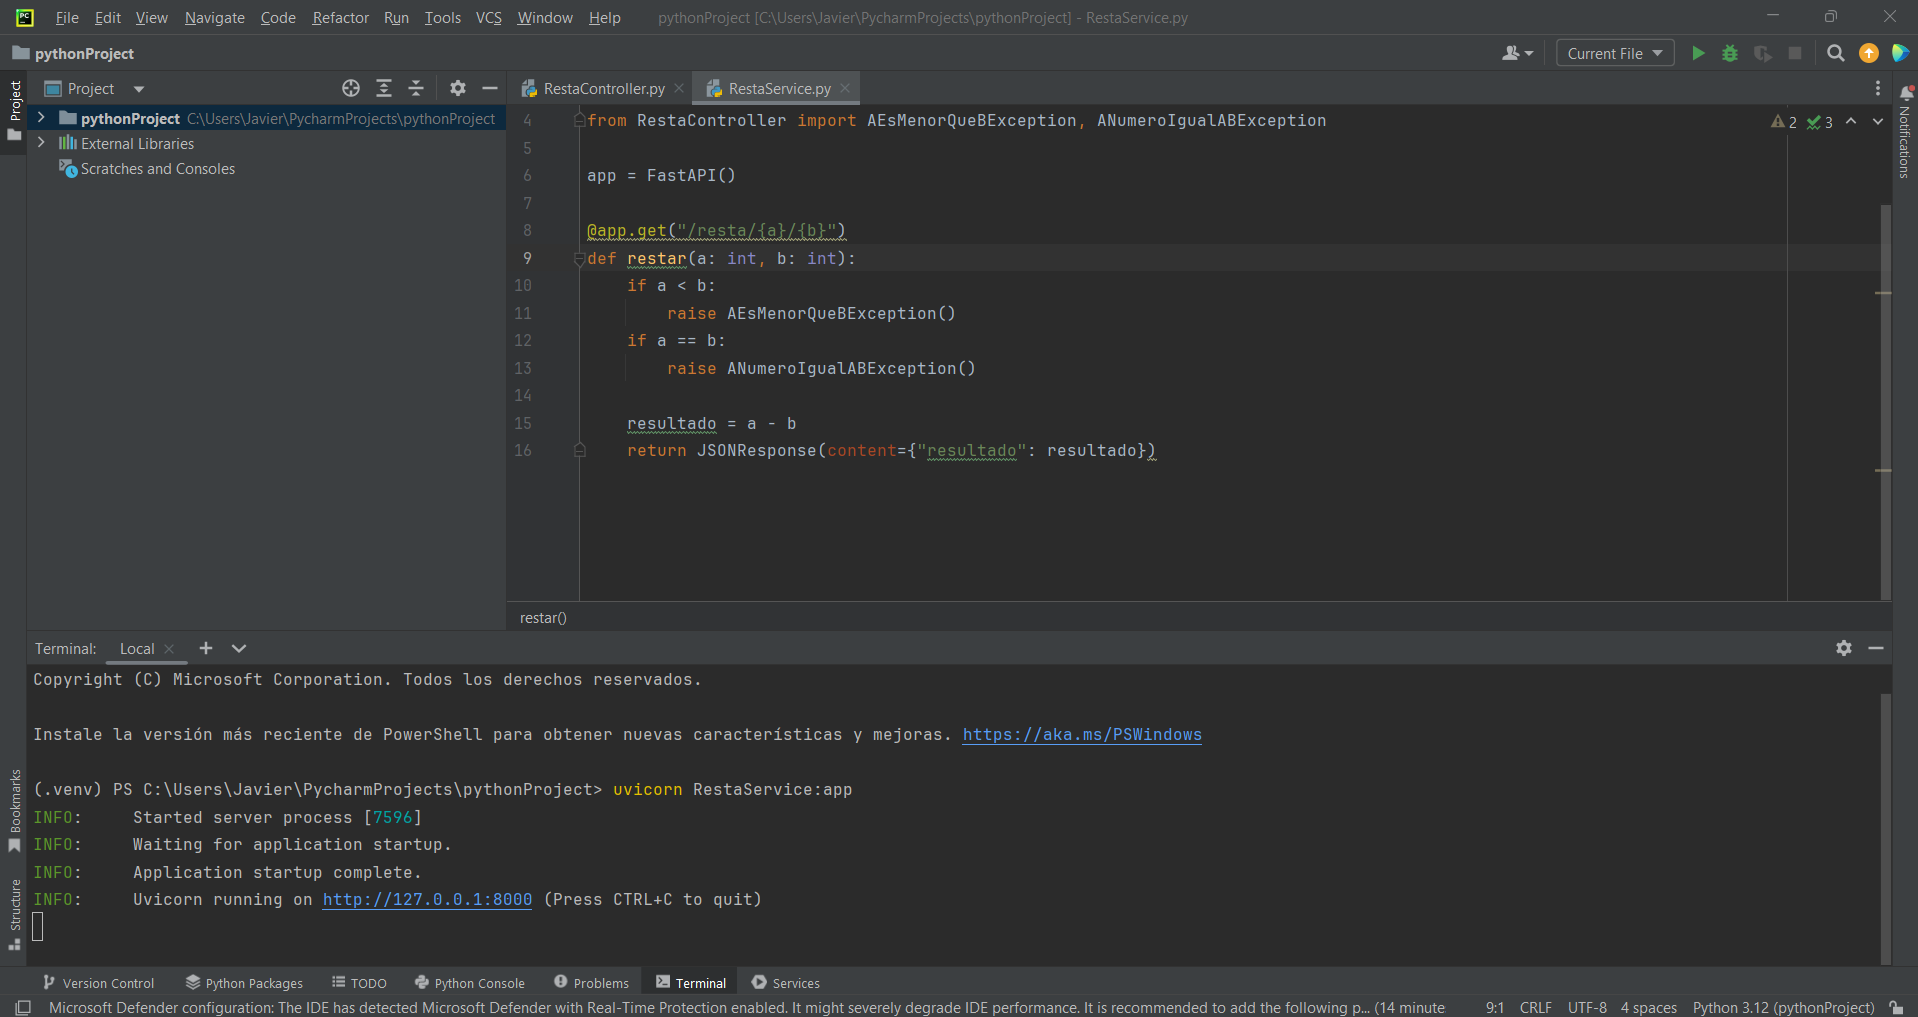 File Edit View Navigate Code Refactor Run Tools VCS Window Help pythonProject [C:\Users\Javier\PycharmProjects\pythonProject] - RestaService.py
pythonProject
Current File
Project
RestaController.py
RestaService.py
pythonProject C:\Users\Javier\PycharmProjects\pythonProject
External Libraries
Scratches and Consoles
4 from RestaController import AEsMenorQueBException, ANumeroIgualABException
2 3
5
6 app = FastAPI()
7
8 @app.get("/resta/{a}/{b}")
9 def restar(a: int, b: int):
10 if a < b:
11 raise AEsMenorQueBException()
12 if a == b:
13 raise ANumeroIgualABException()
14
15 resultado = a - b
16 return JSONResponse(content={"resultado": resultado})
restar()
Project
Bookmarks
Structure
Notifications
Terminal: Local
Copyright (C) Microsoft Corporation. Todos los derechos reservados.
Instale la versión más reciente de PowerShell para obtener nuevas características y mejoras. https://aka.ms/PSWindows
(.venv) PS C:\Users\Javier\PycharmProjects\pythonProject> uvicorn RestaService:app
INFO: Started server process [7596]
INFO: Waiting for application startup.
INFO: Application startup complete.
INFO: Uvicorn running on http://127.0.0.1:8000 (Press CTRL+C to quit)
Version Control Python Packages TODO Python Console Problems Terminal Services
Microsoft Defender configuration: The IDE has detected Microsoft Defender with Real-Time Protection enabled. It might severely degrade IDE performance. It is recommended to add the following p... (14 minute 9:1 CRLF UTF-8 4 spaces Python 3.12 (pythonProject)